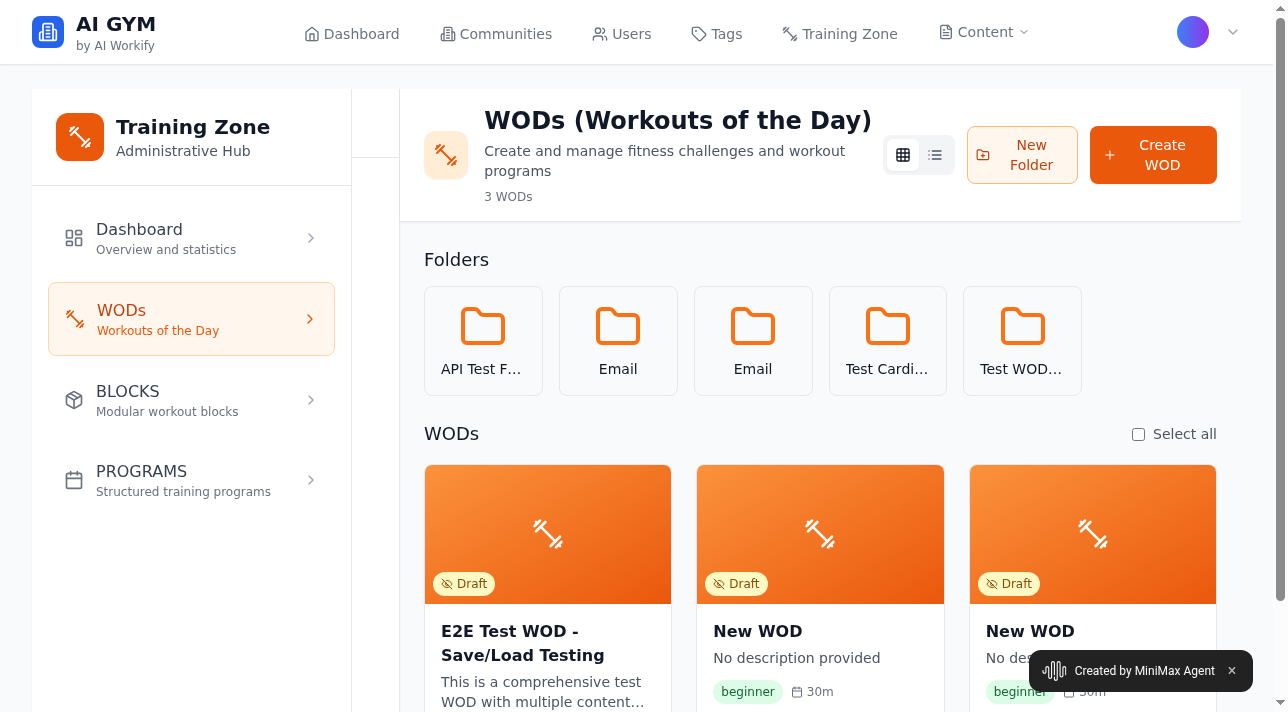 AI GYM
by AI Workify
Dashboard
Communities
Users
Tags
Training Zone
Content
Training Zone
Administrative Hub
Dashboard
Overview and statistics
WODs
Workouts of the Day
BLOCKS
Modular workout blocks
PROGRAMS
Structured training programs
WODs (Workouts of the Day)
Create and manage fitness challenges and workout
programs
3 WODs
New
Folder
Create
WOD
Folders
API Test F...
Email
Email
Test Cardi...
Test WOD...
WODs
Select all
Draft
Draft
Draft
E2E Test WOD -
Save/Load Testing
This is a comprehensive test
WOD with multiple content...
New WOD
No description provided
beginner
30m
New WOD
No des
beginner
30m
Created by MiniMax Agent